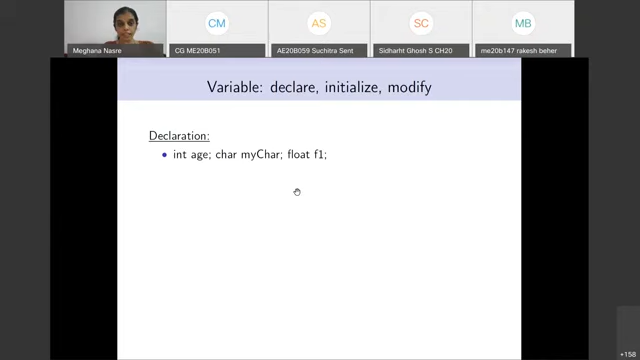 CM
AS
SC
MB
Meghana Nasre
CG ME20B051
AE20B059 Suchitra Sent
Sidharht Ghosh S CH20
me20b147 rakesh beher
Variable: declare, initialize, modify
Declaration:
• int age; char myChar; float f1;
+158